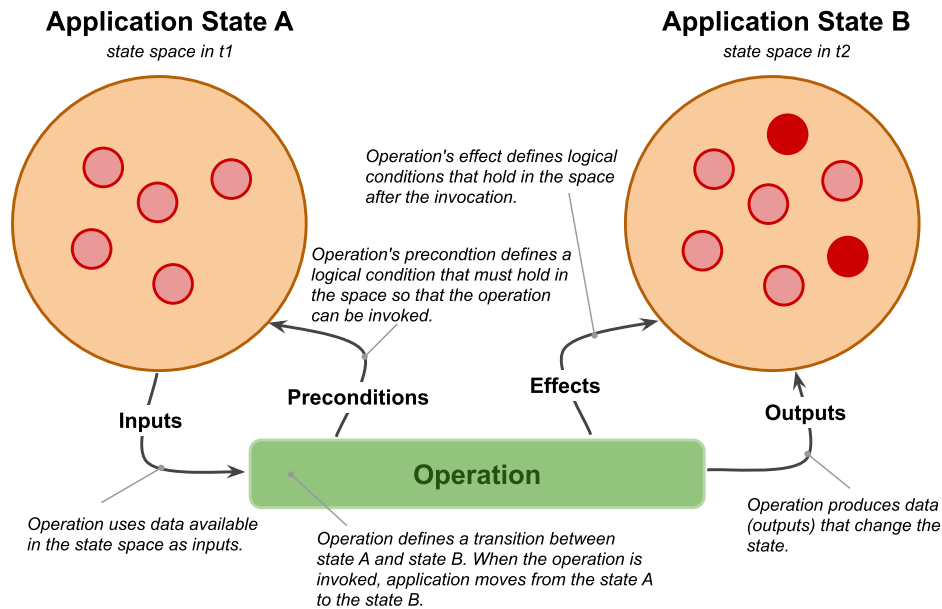 Application State A
state space in t1
Application State B
state space in t2
Operation's effect defines logical
conditions that hold in the space
after the invocation.
Operation's precondtion defines a
logical condition that must hold in
the space so that the operation
can be invoked.
Inputs
Preconditions
Effects
Outputs
Operation
Operation uses data available
in the state space as inputs.
Operation defines a transition between
state A and state B. When the operation is
invoked, application moves from the state A
to the state B.
Operation produces data
(outputs) that change the
state.